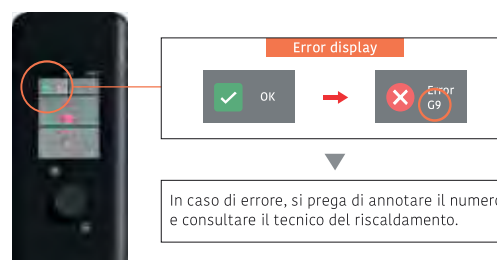 Error display
OK
Error
G9
In caso di errore, si prega di annotare il numero
e consultare il tecnico del riscaldamento.